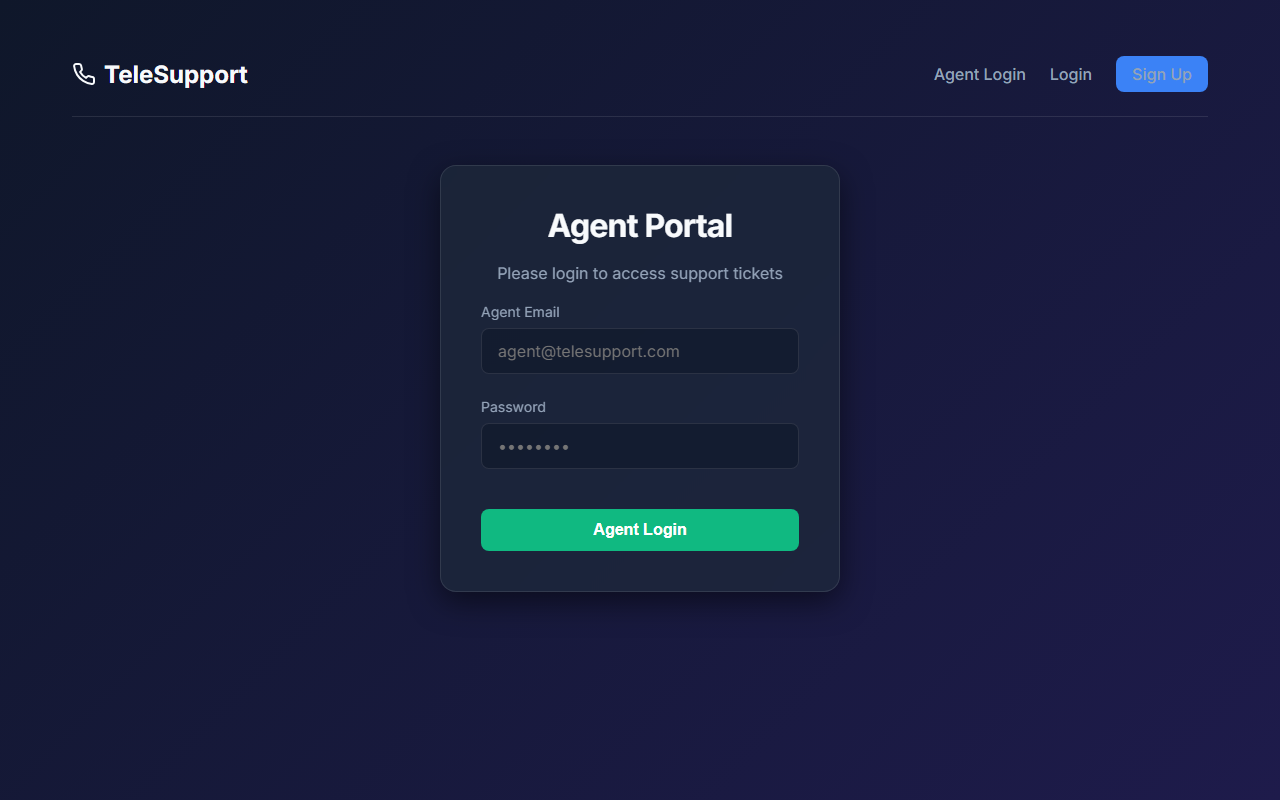 TeleSupport
Agent Login
Login
Sign Up
Agent Portal
Please login to access support tickets
Agent Email
agent@telesupport.com
Password
••••••••
Agent Login